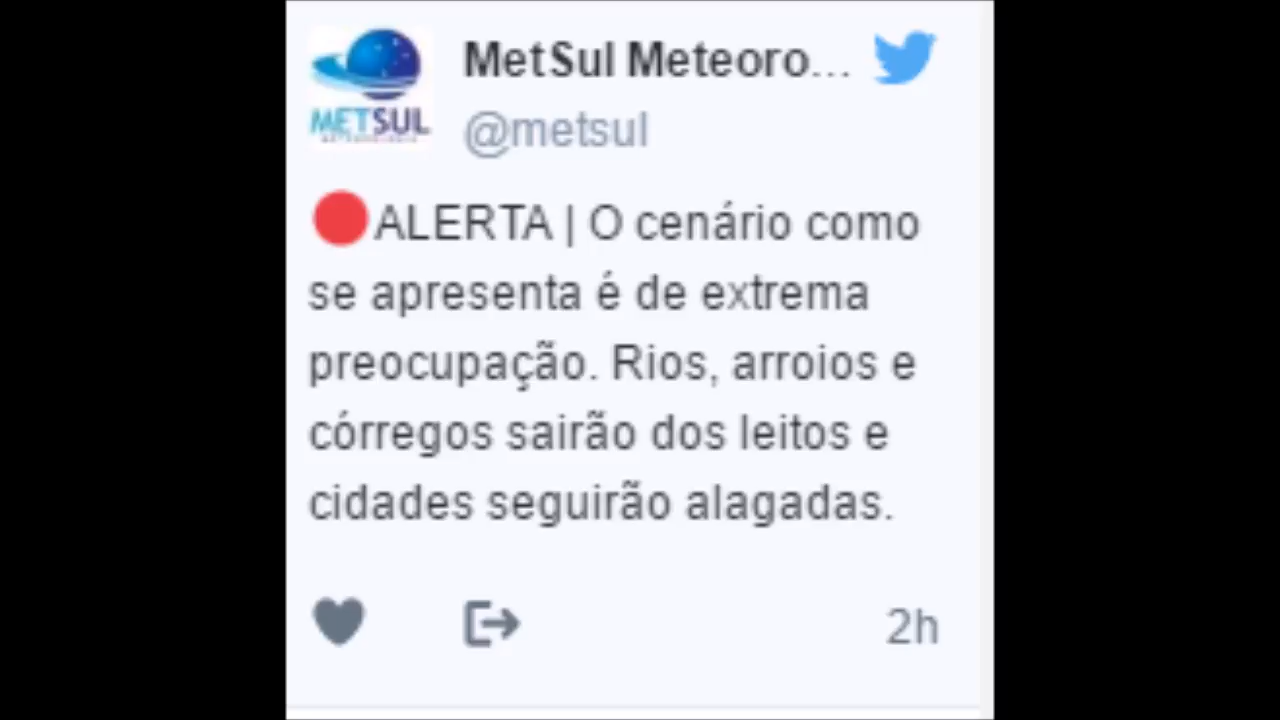 MetSul Meteoro...
METSUL
@metsul
🔴ALERTA | O cenário como
se apresenta é de extrema
preocupação. Rios, arroios e
córregos sairão dos leitos e
cidades seguirão alagadas.
2h